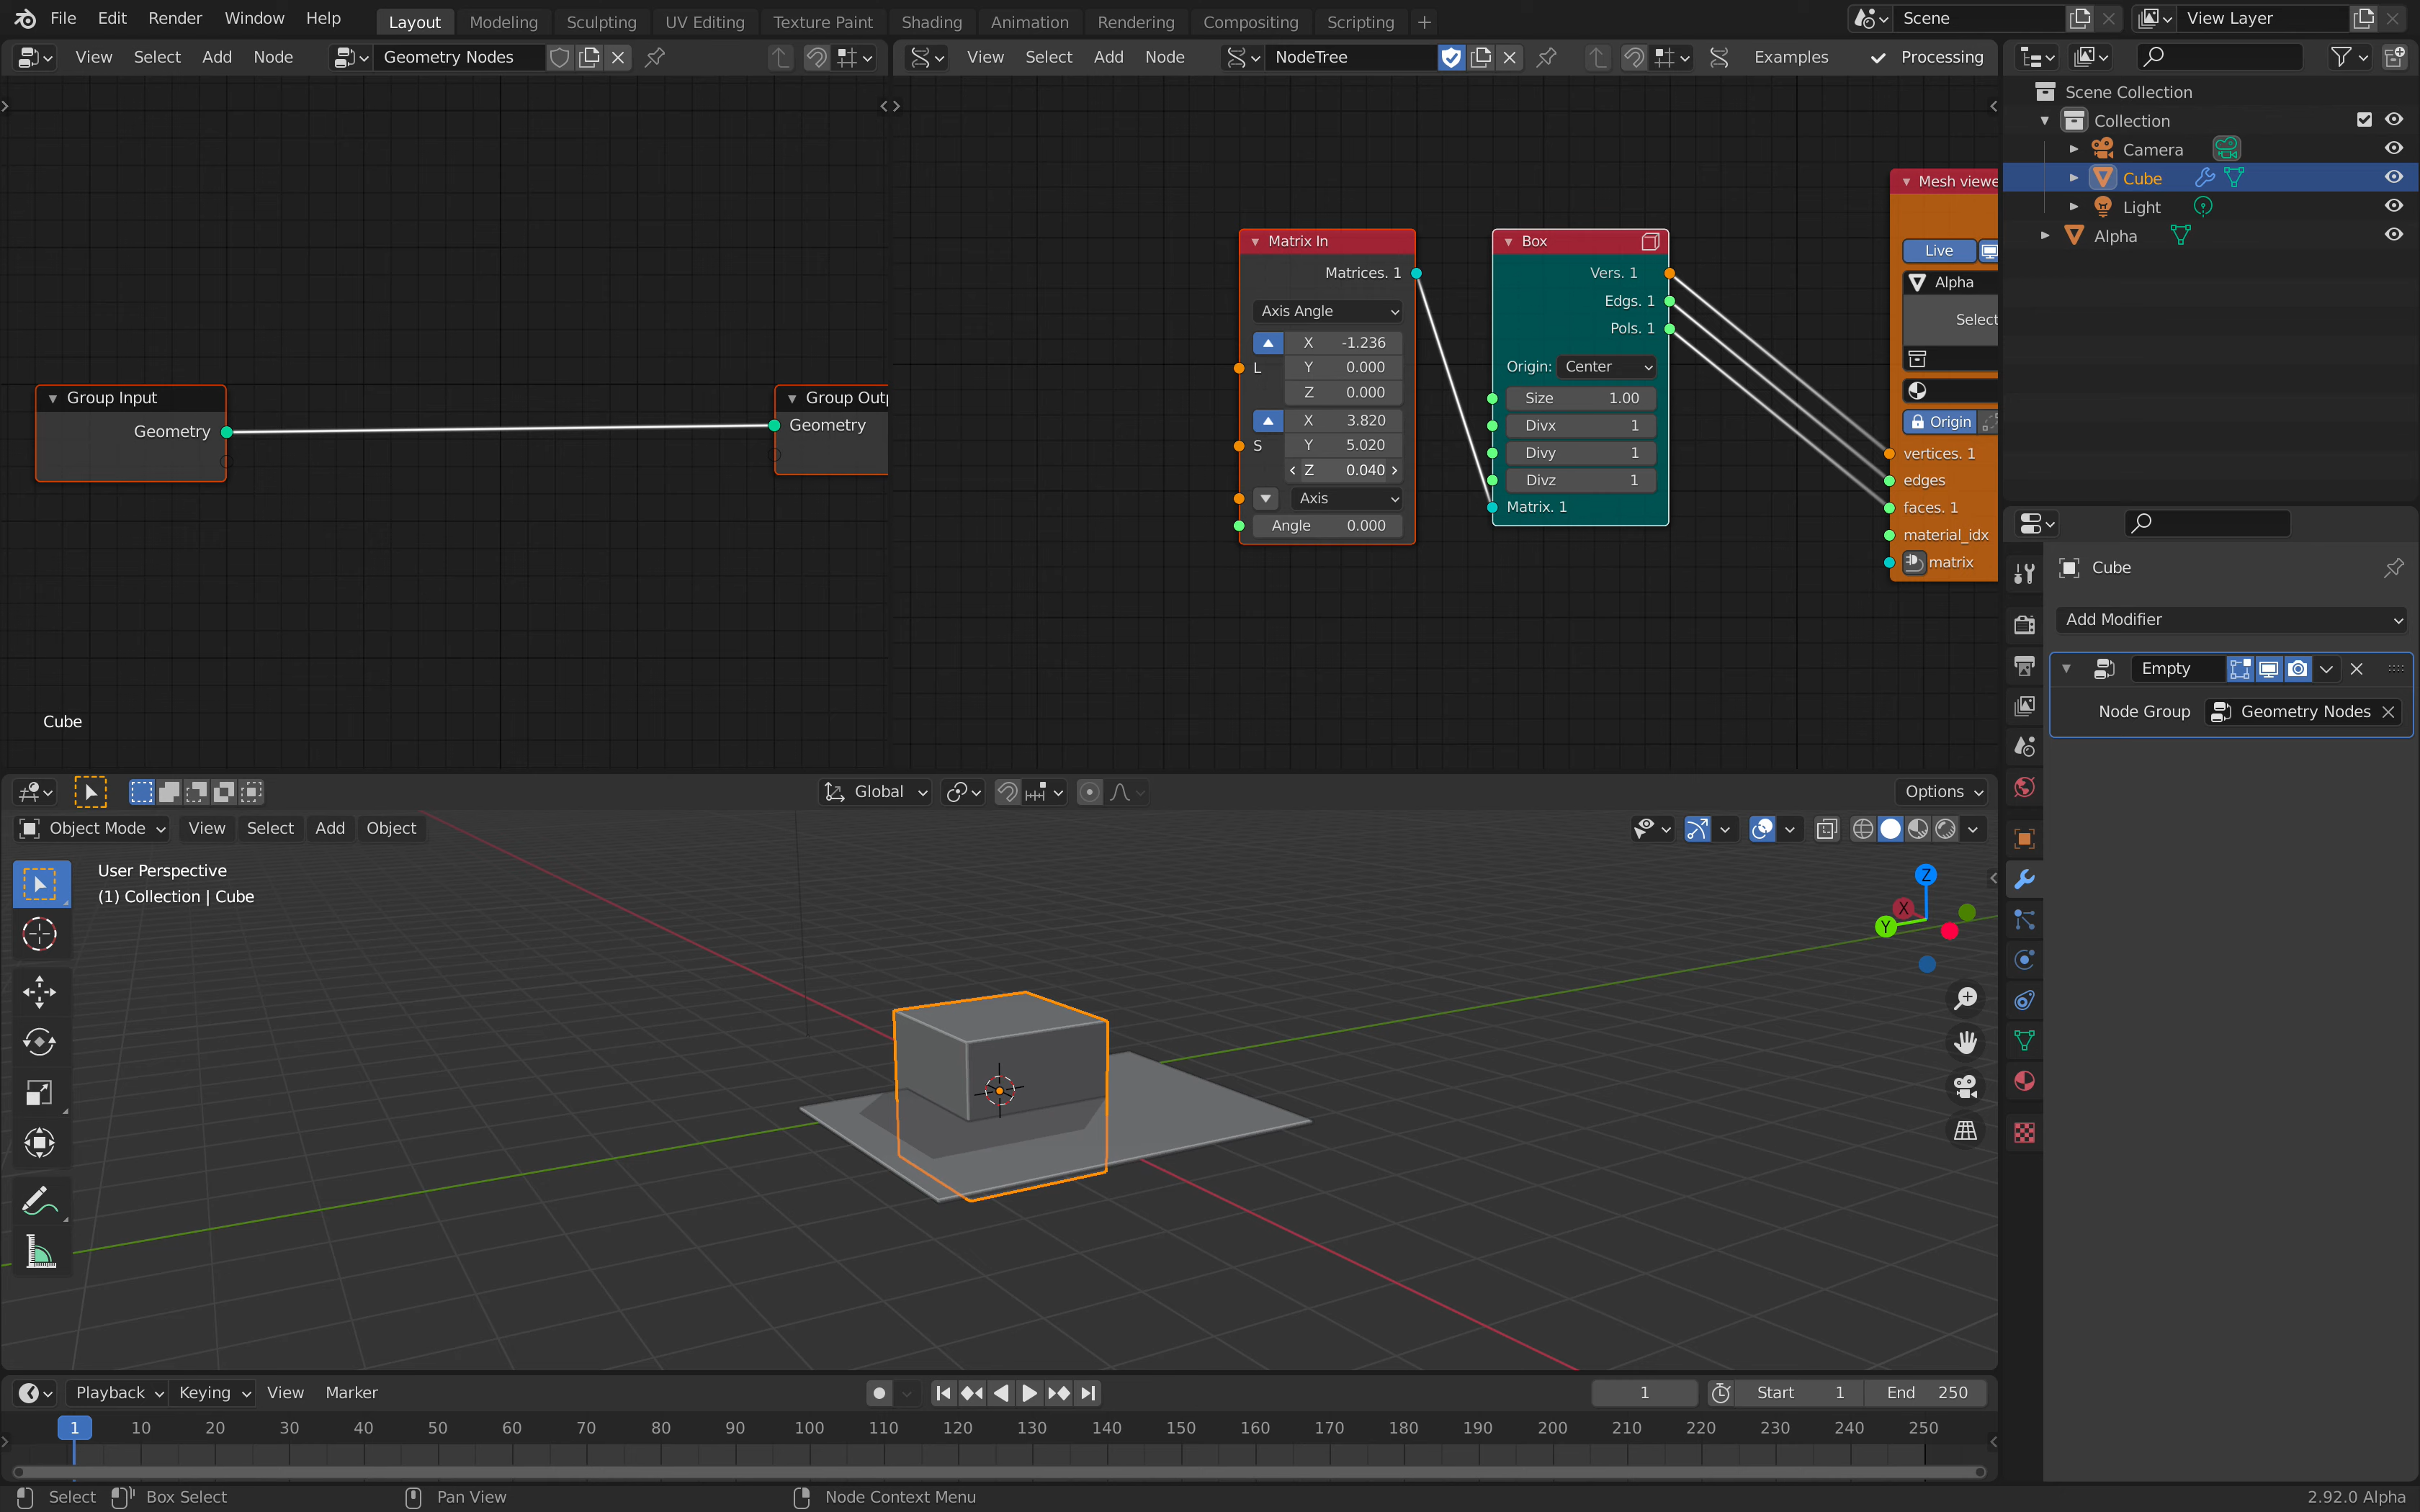 File Edit Render Window Help Layout Modeling Sculpting UV Editing Texture Paint Shading Animation Rendering Compositing Scripting + Scene View Layer
View Select Add Node Geometry Nodes
View Select Add Node NodeTree Examples Processing
Group Input
Geometry
Group Outp
Geometry
Cube
Matrix In
Matrices. 1
Axis Angle
X -1.236
L Y 0.000
Z 0.000
X 3.820
S Y 5.020
Z 0.040
Axis
Angle 0.000
Box
Vers. 1
Edgs. 1
Pols. 1
Origin: Center
Size 1.00
Divx 1
Divy 1
Divz 1
Matrix. 1
Mesh viewe
Live
Alpha
Select
Origin
vertices. 1
edges
faces. 1
material_idx
matrix
Scene Collection
Collection
Camera
Cube
Light
Alpha
Cube
Add Modifier
Empty
Node Group Geometry Nodes
Global Options
Object Mode View Select Add Object
User Perspective
(1) Collection | Cube
Z
X
Y
Playback Keying View Marker 1 Start 1 End 250
1 10 20 30 40 50 60 70 80 90 100 110 120 130 140 150 160 170 180 190 200 210 220 230 240 250
Select Box Select Pan View Node Context Menu 2.92.0 Alpha